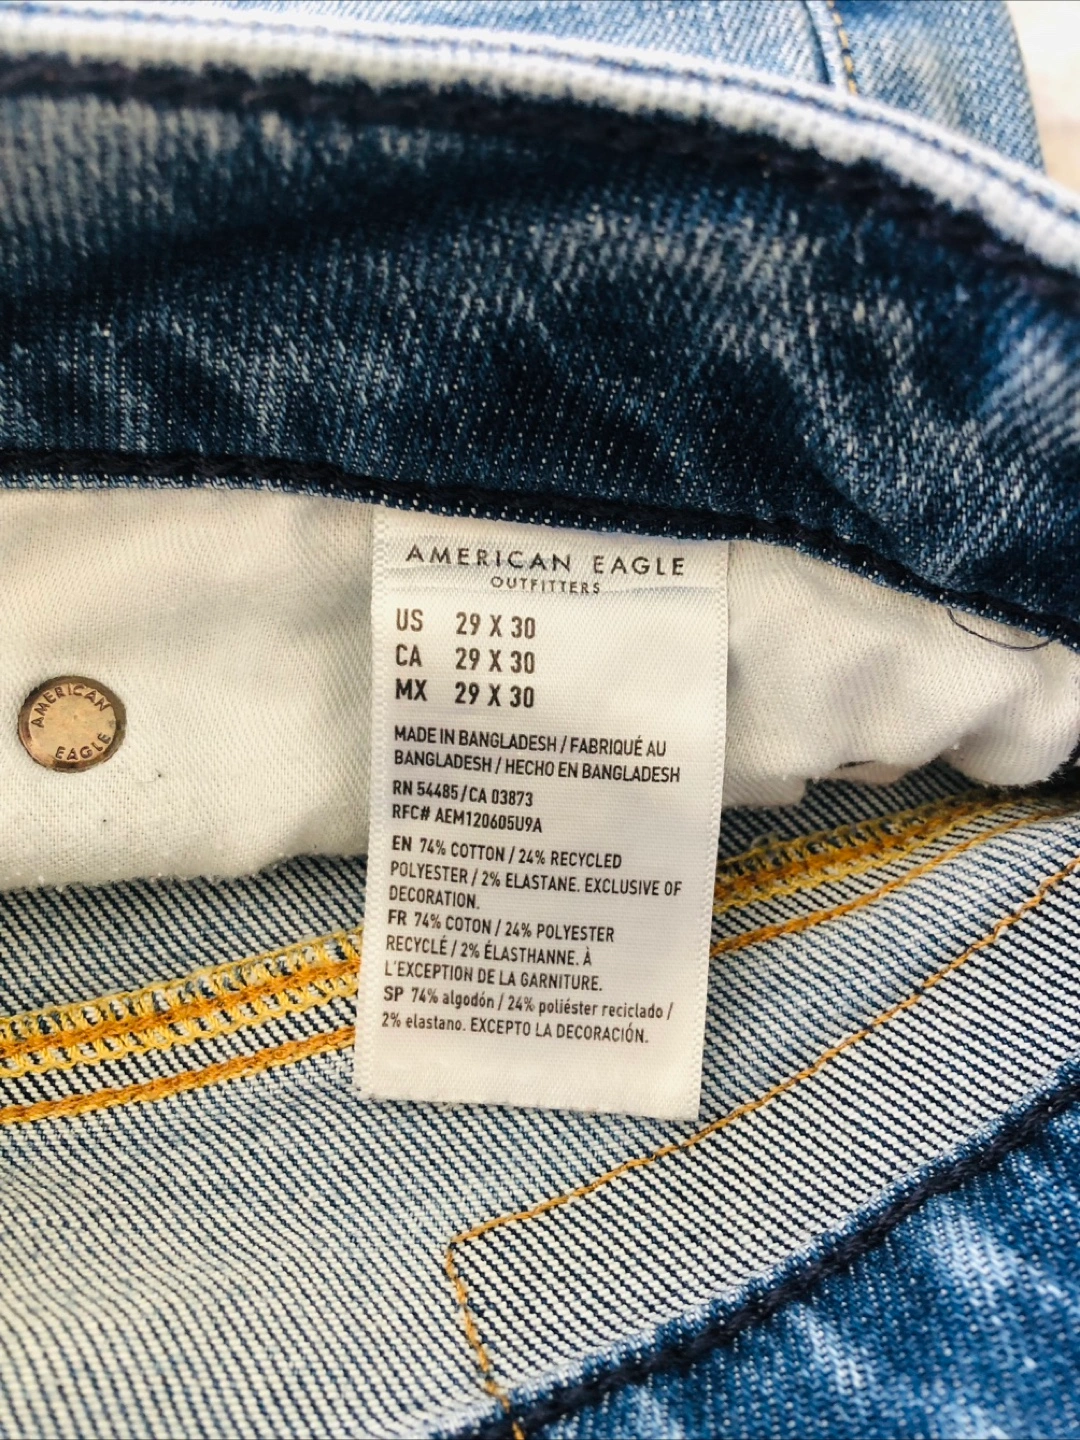 AMERICAN EAGLE
OUTFITTERS
US 29 X 30
CA 29 X 30
MX 29 X 30
MADE IN BANGLADESH / FABRIQUÉ AU
BANGLADESH / HECHO EN BANGLADESH
RN 54485 / CA 03873
RFC# AEM120605U9A
EN 74% COTTON / 24% RECYCLED
POLYESTER / 2% ELASTANE. EXCLUSIVE OF
DECORATION.
FR 74% COTON / 24% POLYESTER
RECYCLÉ / 2% ÉLASTHANNE. À
L'EXCEPTION DE LA GARNITURE.
SP 74% algodón / 24% poliéster reciclado /
2% elastano. EXCEPTO LA DECORACIÓN.
AMERICAN
EAGLE